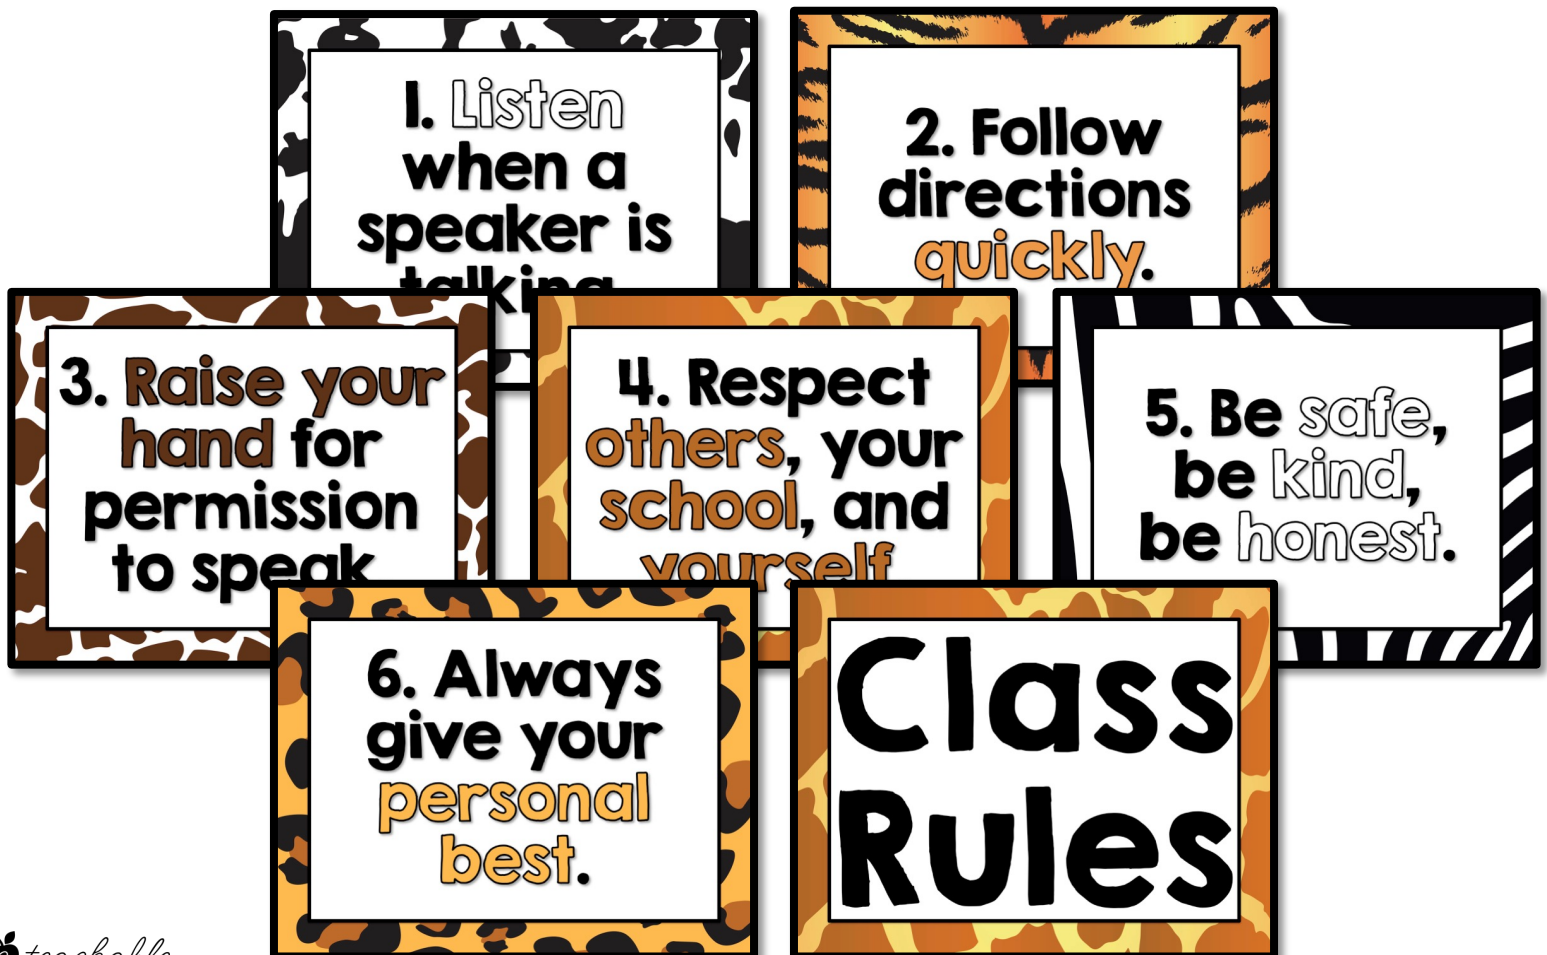 1. Listen
when a
speaker is
talking
2. Follow
directions
quickly.
3. Raise your
hand for
permission
to speak
4. Respect
others, your
school, and
yourself
5. Be safe,
be kind,
be honest.
6. Always
give your
personal
best.
Class
Rules